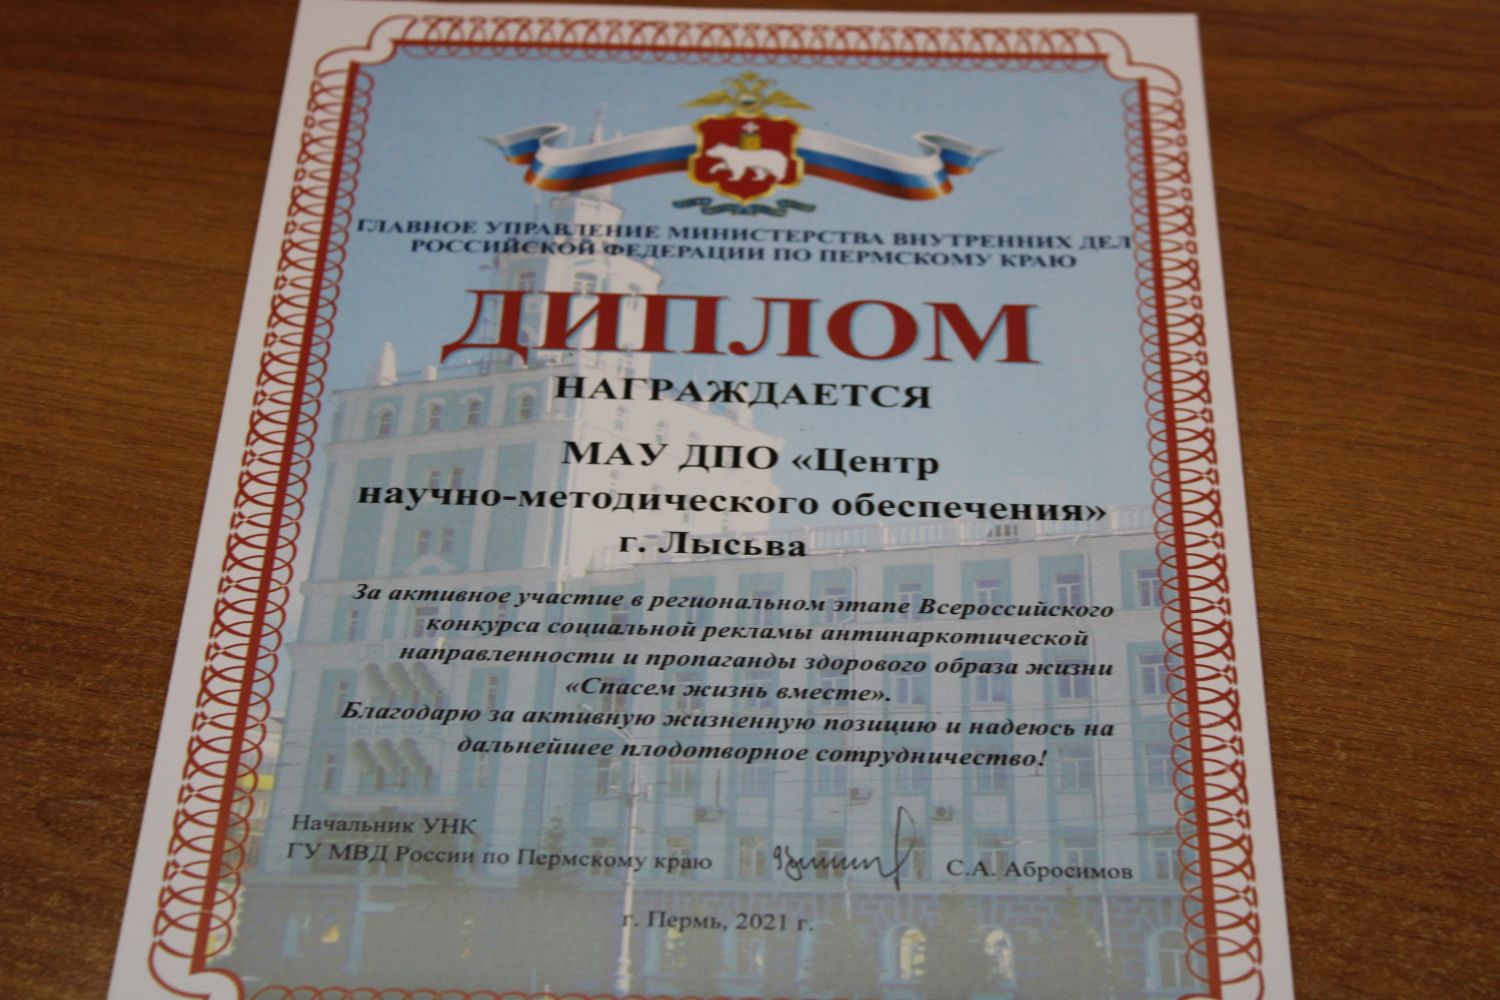 ГЛАВНОЕ УПРАВЛЕНИЕ МИНИСТЕРСТВА ВНУТРЕННИХ ДЕЛ
РОССИЙСКОЙ ФЕДЕРАЦИИ ПО ПЕРМСКОМУ КРАЮ
ДИПЛОМ
НАГРАЖДАЕТСЯ
МАУ ДПО «Центр
научно-методического обеспечения»
г. Лысьва
За активное участие в региональном этапе Всероссийского
конкурса социальной рекламы антинаркотической
направленности и пропаганды здорового образа жизни
«Спасем жизнь вместе».
Благодарю за активную жизненную позицию и надеюсь на
дальнейшее плодотворное сотрудничество!
Начальник УНК
ГУ МВД России по Пермскому краю С.А. Абросимов
г. Пермь, 2021 г.